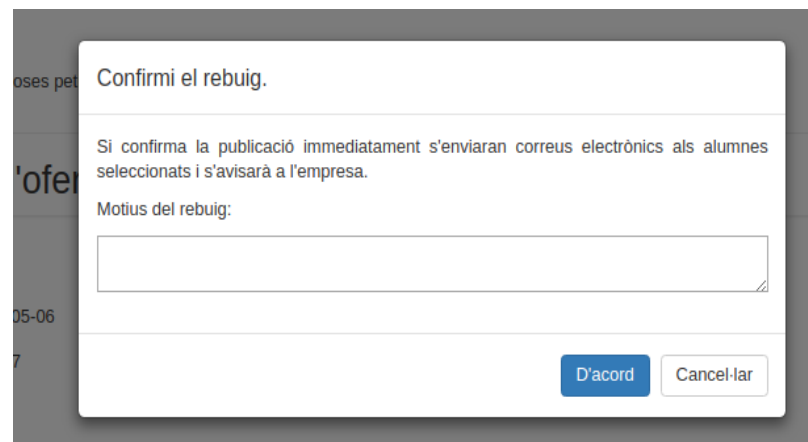 Confirmi el rebuig.
oses pet
Si confirma la publicació immediatament s'enviaran correus electrònics als alumnes
seleccionats i s'avisarà a l'empresa.
'ofer
Motius del rebuig:
05-06
7
D'acord Cancel·lar